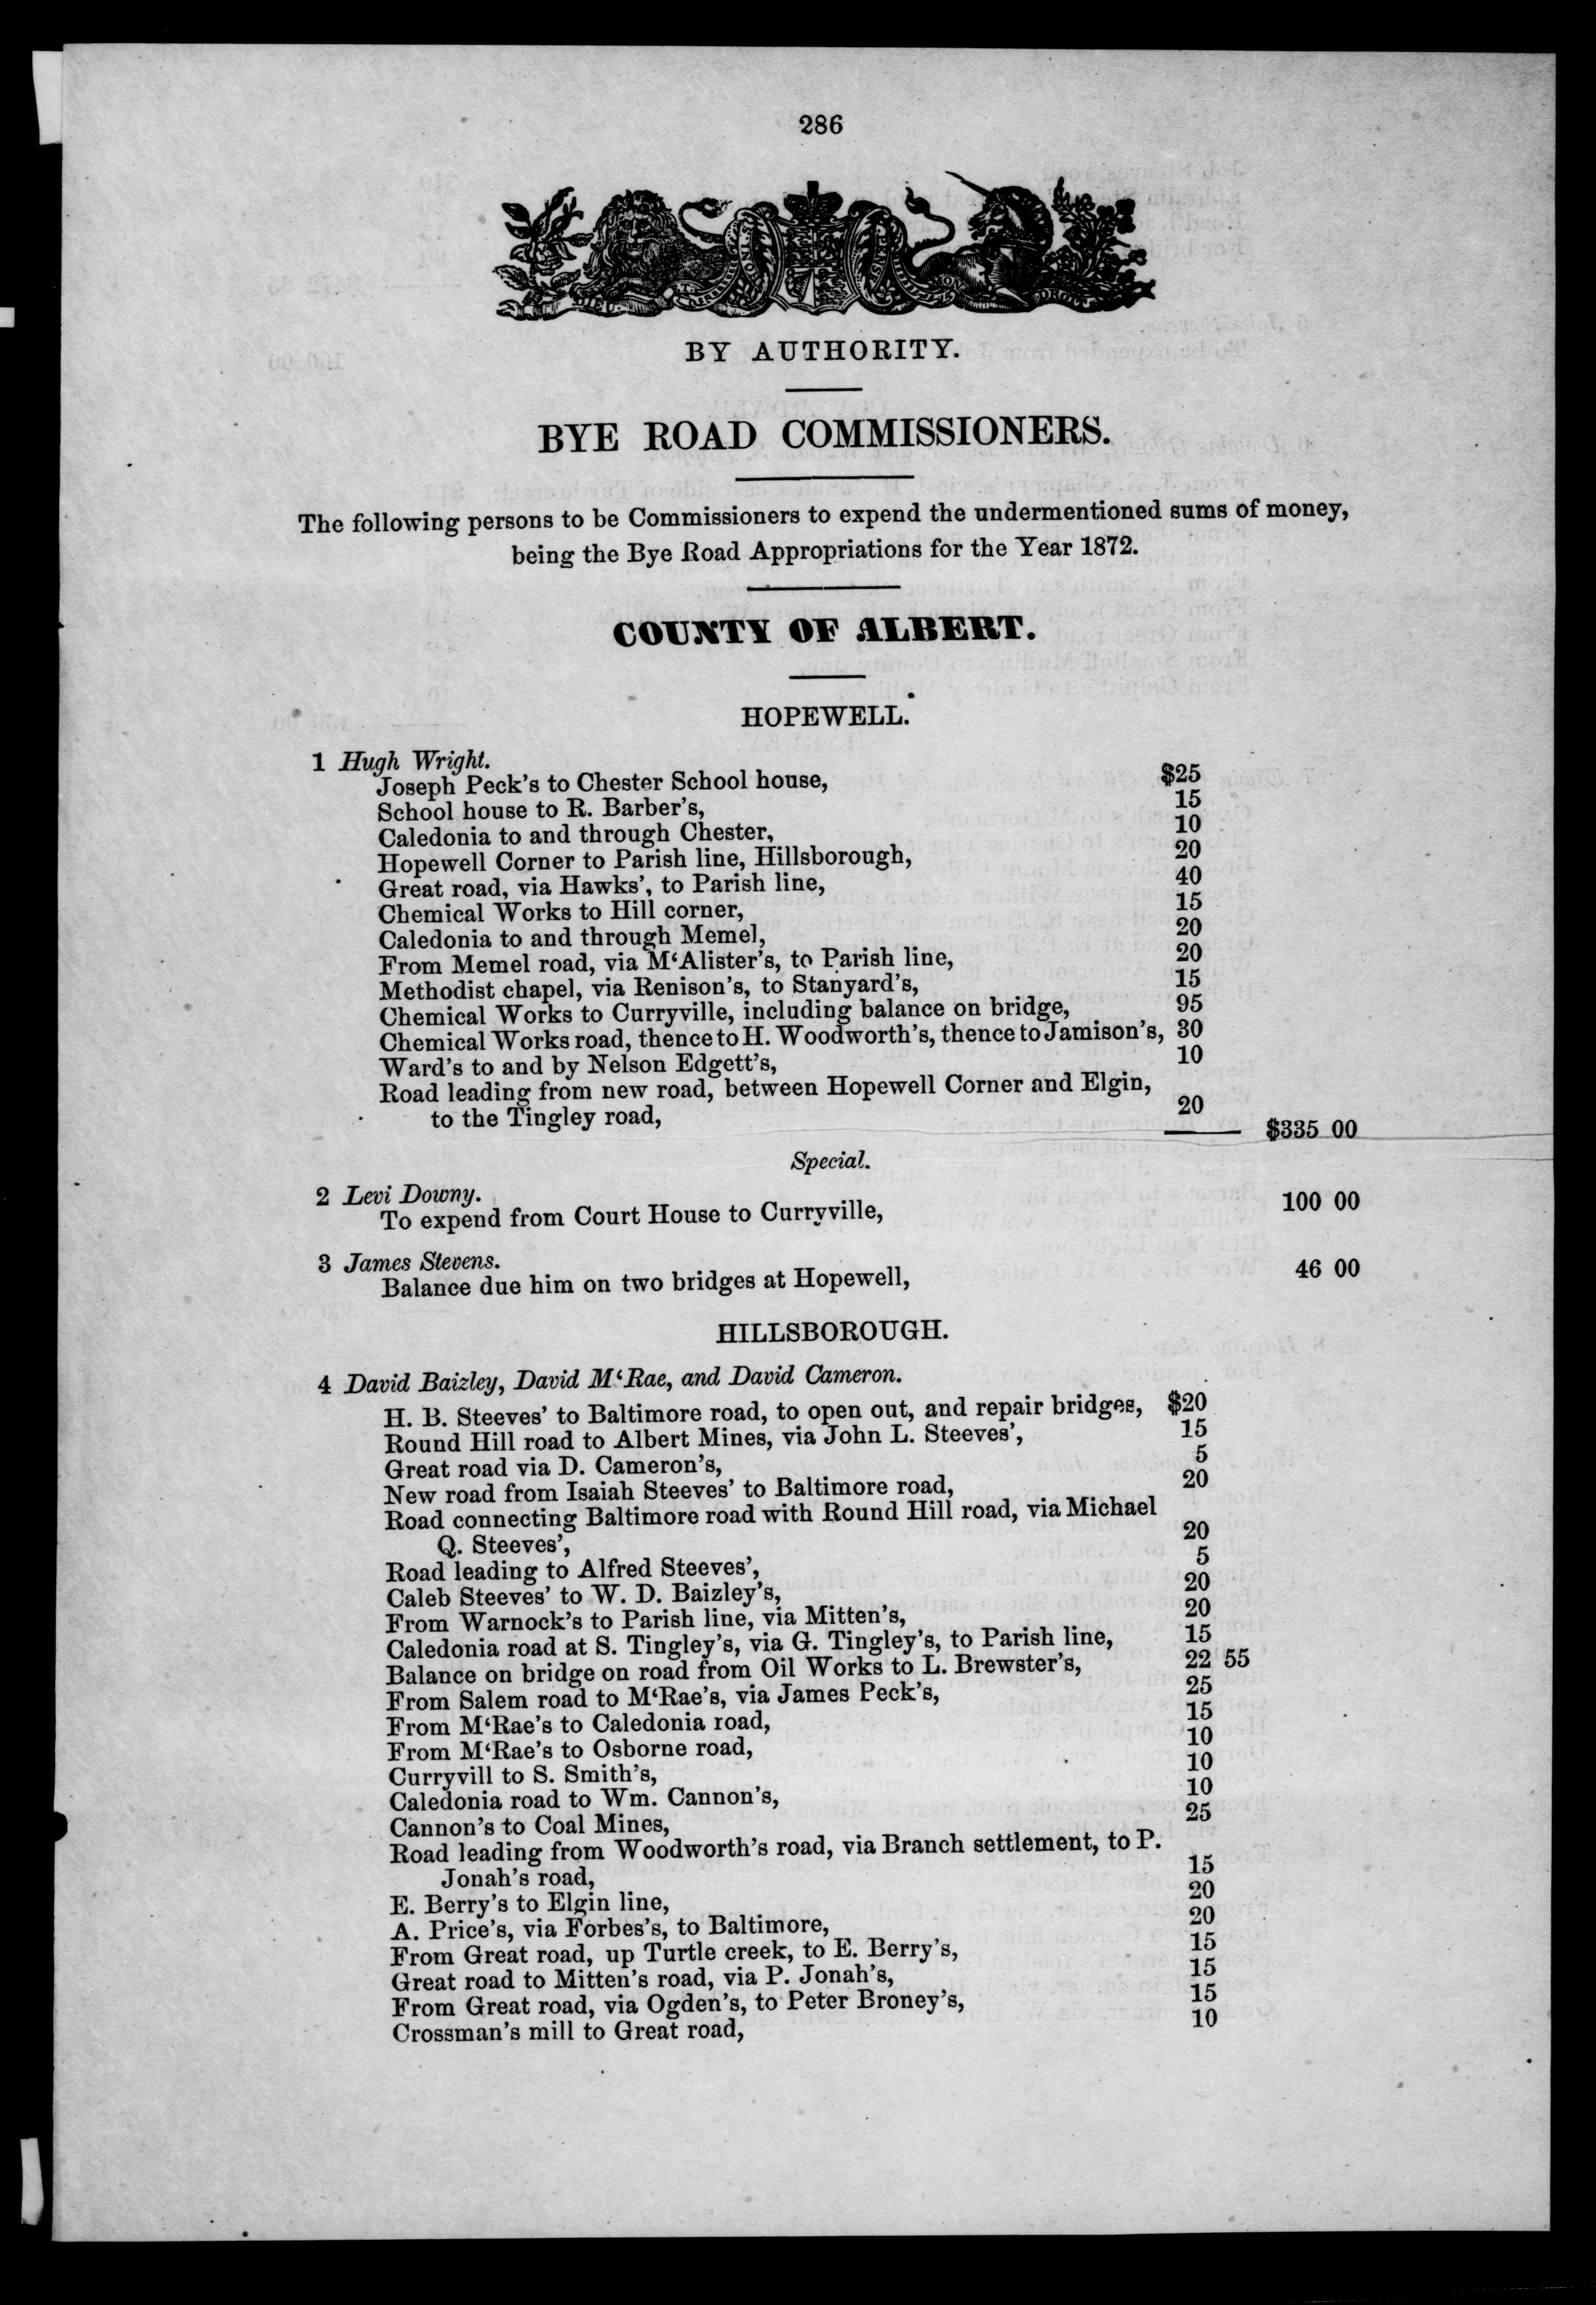 286
DIEU ET MON DROIT
BY AUTHORITY.
BYE ROAD COMMISSIONERS.
The following persons to be Commissioners to expend the undermentioned sums of money,
being the Bye Road Appropriations for the Year 1872.
COUNTY OF ALBERT.
HOPEWELL.
1 Hugh Wright.
Joseph Peck's to Chester School house, $25
School house to R. Barber's, 15
Caledonia to and through Chester, 10
Hopewell Corner to Parish line, Hillsborough, 20
Great road, via Hawks', to Parish line, 40
Chemical Works to Hill corner, 15
Caledonia to and through Memel, 20
From Memel road, via M‘Alister's, to Parish line, 20
Methodist chapel, via Renison's, to Stanyard's, 15
Chemical Works to Curryville, including balance on bridge, 95
Chemical Works road, thence to H. Woodworth's, thence to Jamison's, 30
Ward's to and by Nelson Edgett's, 10
Road leading from new road, between Hopewell Corner and Elgin,
to the Tingley road, 20
$335 00
Special.
2 Levi Downy.
To expend from Court House to Curryville, 100 00
3 James Stevens.
Balance due him on two bridges at Hopewell, 46 00
HILLSBOROUGH.
4 David Baizley, David M‘Rae, and David Cameron.
H. B. Steeves' to Baltimore road, to open out, and repair bridges, $20
Round Hill road to Albert Mines, via John L. Steeves', 15
Great road via D. Cameron's, 5
New road from Isaiah Steeves' to Baltimore road, 20
Road connecting Baltimore road with Round Hill road, via Michael
Q. Steeves', 20
Road leading to Alfred Steeves', 5
Caleb Steeves' to W. D. Baizley's, 20
From Warnock's to Parish line, via Mitten's, 20
Caledonia road at S. Tingley's, via G. Tingley's, to Parish line, 15
Balance on bridge on road from Oil Works to L. Brewster's, 22 55
From Salem road to M‘Rae's, via James Peck's, 25
From M‘Rae's to Caledonia road, 15
From M‘Rae's to Osborne road, 10
Curryvill to S. Smith's, 10
Caledonia road to Wm. Cannon's, 10
Cannon's to Coal Mines, 25
Road leading from Woodworth's road, via Branch settlement, to P.
Jonah's road, 15
E. Berry's to Elgin line, 20
A. Price's, via Forbes's, to Baltimore, 20
From Great road, up Turtle creek, to E. Berry's, 15
Great road to Mitten's road, via P. Jonah's, 15
From Great road, via Ogden's, to Peter Broney's, 15
Crossman's mill to Great road, 10